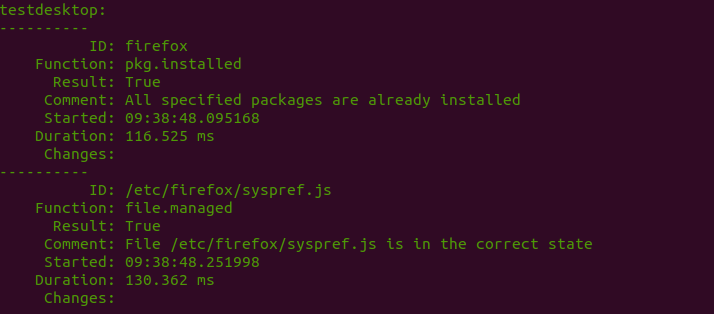 testdesktop:
----------
          ID: firefox
    Function: pkg.installed
      Result: True
     Comment: All specified packages are already installed
     Started: 09:38:48.095168
    Duration: 116.525 ms
     Changes:
----------
          ID: /etc/firefox/syspref.js
    Function: file.managed
      Result: True
     Comment: File /etc/firefox/syspref.js is in the correct state
     Started: 09:38:48.251998
    Duration: 130.362 ms
     Changes: